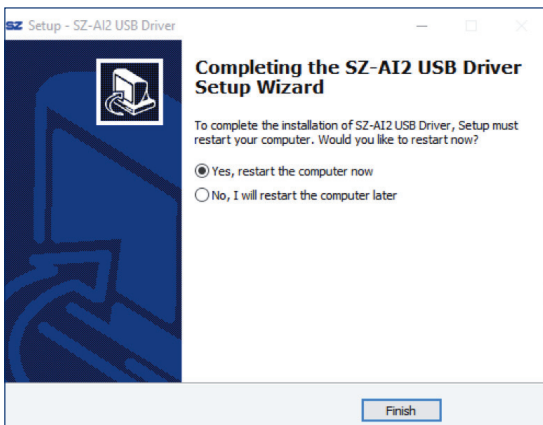 SZ Setup - SZ-AI2 USB Driver
Completing the SZ-AI2 USB Driver
Setup Wizard
To complete the installation of SZ-AI2 USB Driver, Setup must
restart your computer. Would you like to restart now?
Yes, restart the computer now
No, I will restart the computer later
Finish